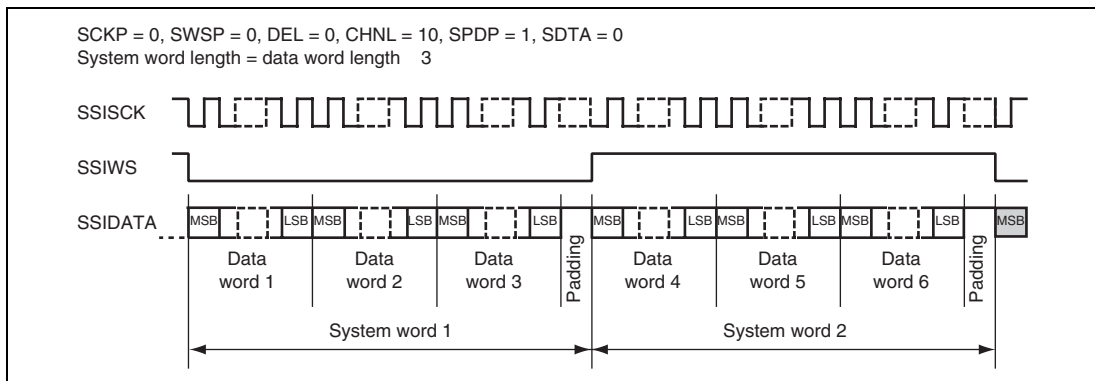 SCKP = 0, SWSP = 0, DEL = 0, CHNL = 10, SPDP = 1, SDTA = 0
System word length = data word length 3
SSISCK
SSIWS
SSIDATA
MSB LSB MSB LSB MSB LSB MSB LSB MSB LSB MSB LSB MSB
Data word 1
Data word 2
Data word 3
Padding
Data word 4
Data word 5
Data word 6
Padding
System word 1
System word 2